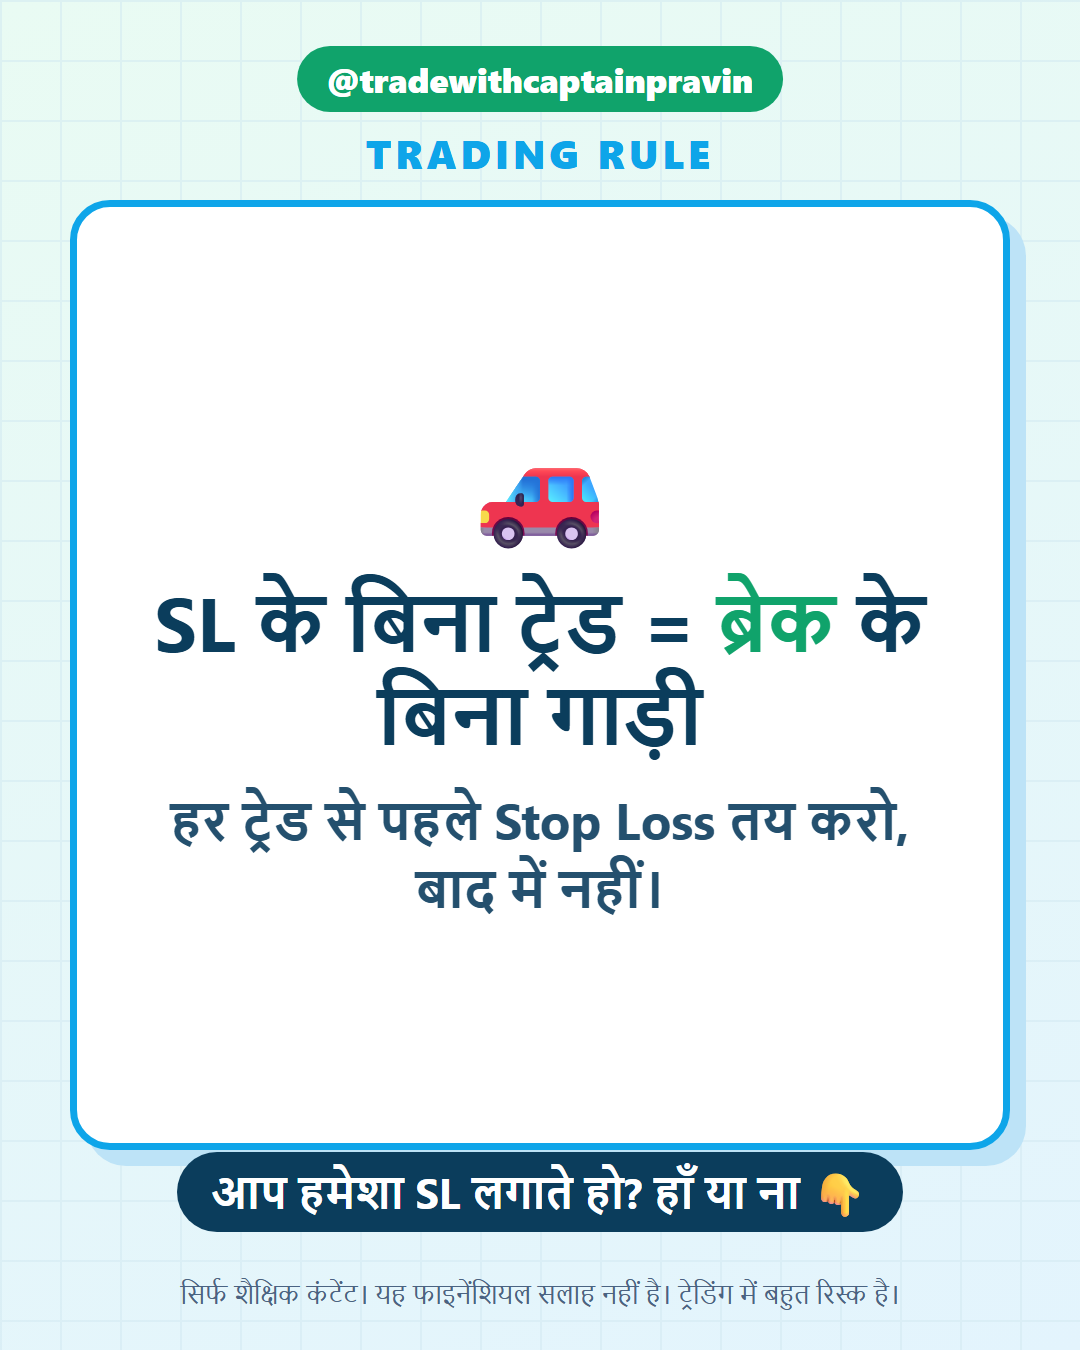 @tradewithcaptainpravin
TRADING RULE
SL के बिना ट्रेड = ब्रेक के
बिना गाड़ी
हर ट्रेड से पहले Stop Loss तय करो,
बाद में नहीं।
आप हमेशा SL लगाते हो? हाँ या ना 👇
सिर्फ शैक्षिक कंटेंट। यह फाइनेंशियल सलाह नहीं है। ट्रेडिंग में बहुत रिस्क है।